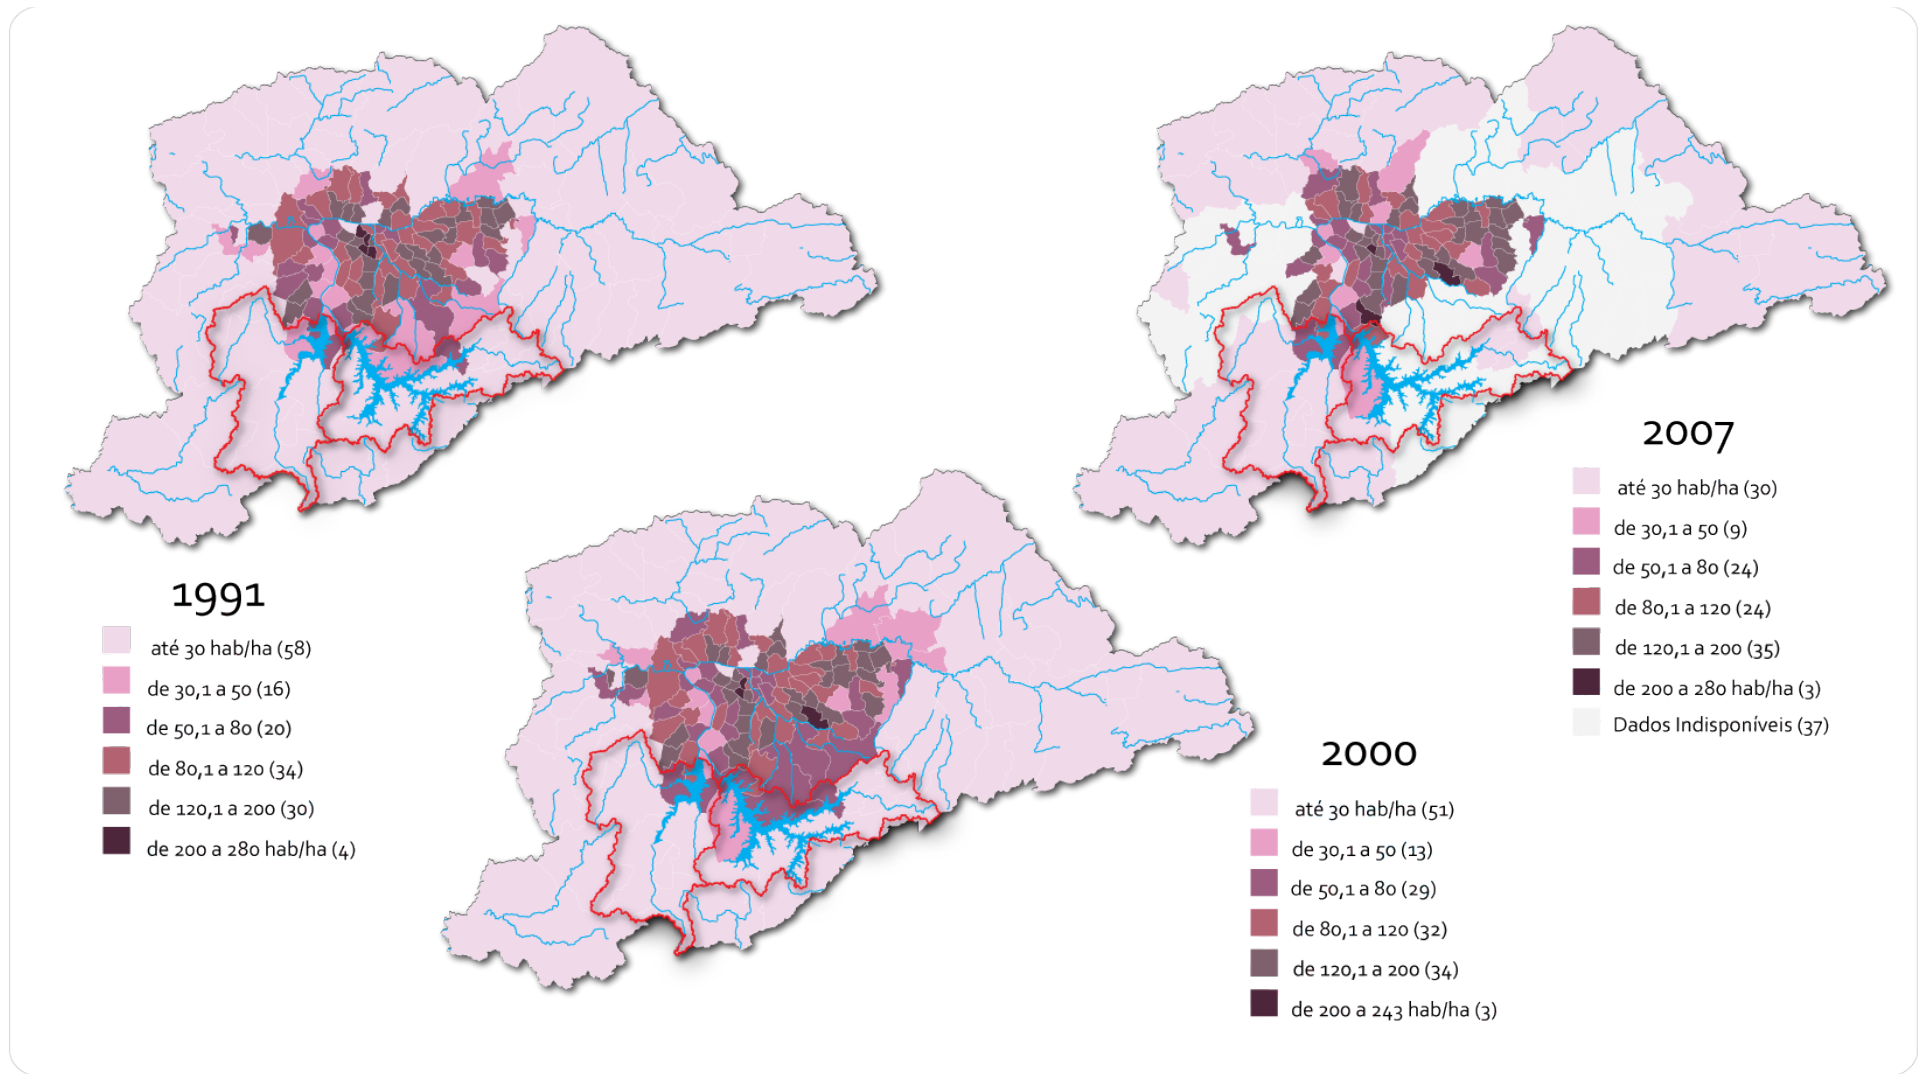 1991
até 30 hab/ha (58)
de 30,1 a 50 (16)
de 50,1 a 80 (20)
de 80,1 a 120 (34)
de 120,1 a 200 (30)
de 200 a 280 hab/ha (4)
2000
até 30 hab/ha (51)
de 30,1 a 50 (13)
de 50,1 a 80 (29)
de 80,1 a 120 (32)
de 120,1 a 200 (34)
de 200 a 243 hab/ha (3)
2007
até 30 hab/ha (30)
de 30,1 a 50 (9)
de 50,1 a 80 (24)
de 80,1 a 120 (24)
de 120,1 a 200 (35)
de 200 a 280 hab/ha (3)
Dados Indisponíveis (37)